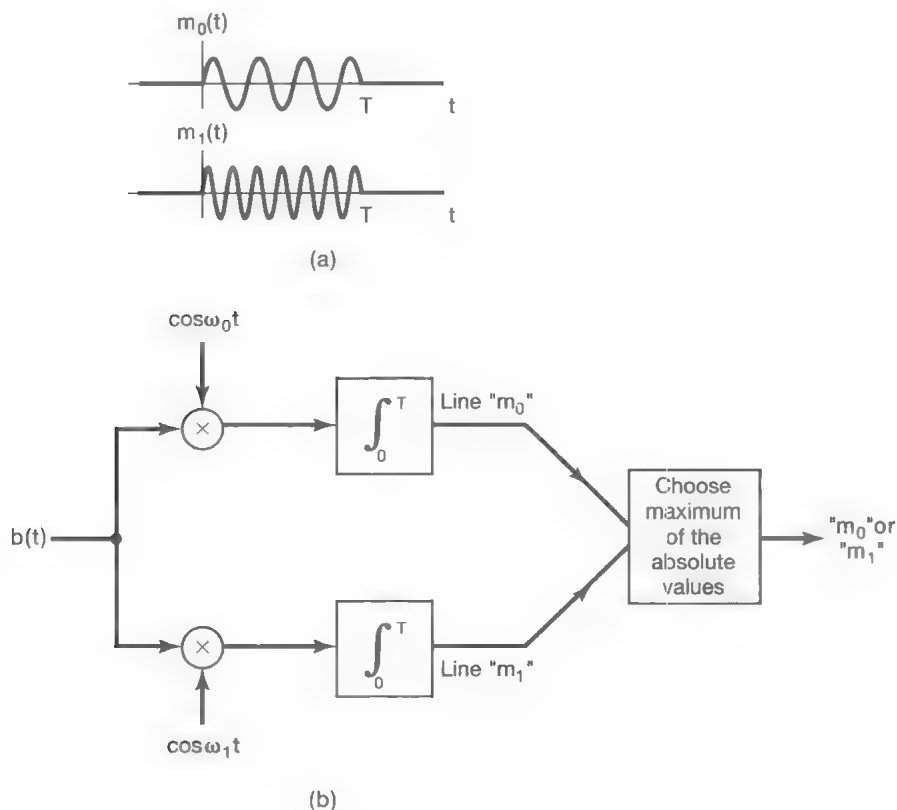 m₀(t)
T t
m₁(t)
T t
(a)
cosω₀t
×
∫₀ᵀ
Line "m₀"
b(t)
Choose
maximum
of the
absolute
values
"m₀"or
"m₁"
×
∫₀ᵀ
Line "m₁"
cosω₁t
(b)